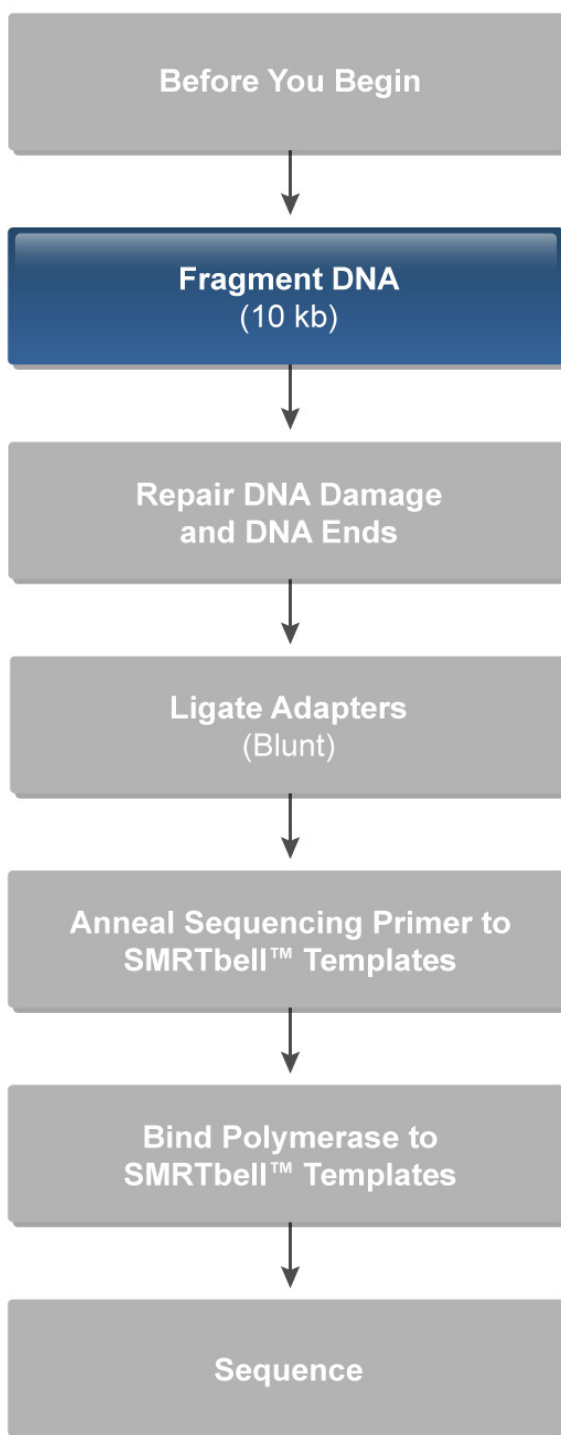 Before You Begin
Fragment DNA
(10 kb)
Repair DNA Damage
and DNA Ends
Ligate Adapters
(Blunt)
Anneal Sequencing Primer to
SMRTbell™ Templates
Bind Polymerase to
SMRTbell™ Templates
Sequence